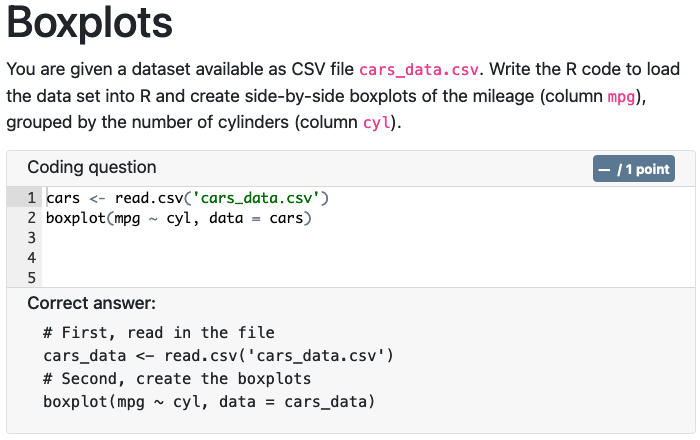 Boxplots
You are given a dataset available as CSV file cars_data.csv. Write the R code to load
the data set into R and create side-by-side boxplots of the mileage (column mpg),
grouped by the number of cylinders (column cyl).
Coding question
— / 1 point
1 cars <- read.csv('cars_data.csv')
2 boxplot(mpg ~ cyl, data = cars)
3
4
5
Correct answer:
# First, read in the file
cars_data <- read.csv('cars_data.csv')
# Second, create the boxplots
boxplot(mpg ~ cyl, data = cars_data)